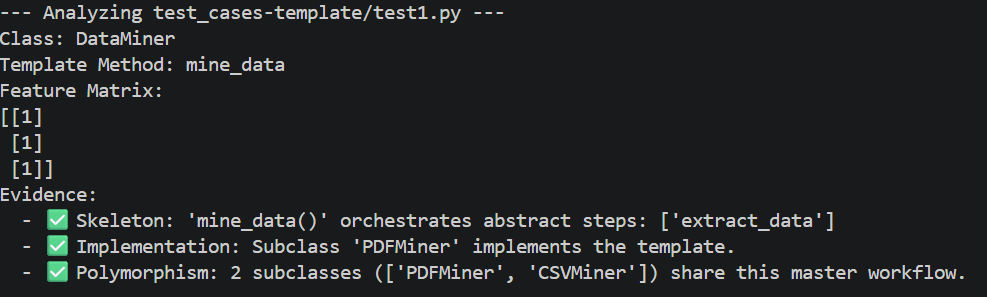 --- Analyzing test_cases-template/test1.py ---
Class: DataMiner
Template Method: mine_data
Feature Matrix:
[[1]
 [1]
 [1]]
Evidence:
  - ✅ Skeleton: 'mine_data()' orchestrates abstract steps: ['extract_data']
  - ✅ Implementation: Subclass 'PDFMiner' implements the template.
  - ✅ Polymorphism: 2 subclasses (['PDFMiner', 'CSVMiner']) share this master workflow.